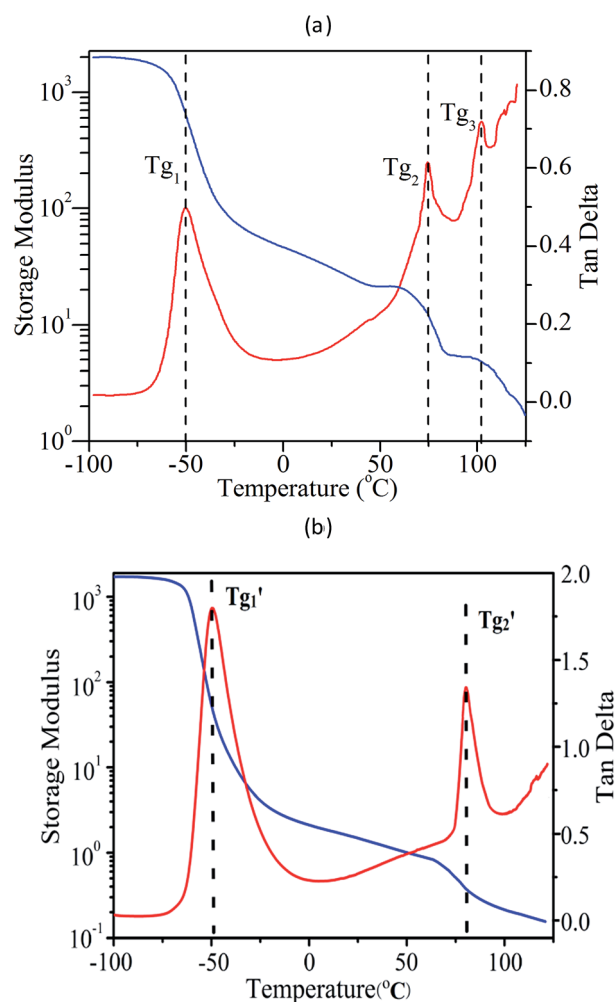 (a)
Storage Modulus
10³
10²
10¹
10⁰
Tg₁
Tg₂
Tg₃
0.8
0.6
0.4
0.2
0.0
Tan Delta
-100 -50 0 50 100
Temperature (°C)
(b)
Storage Modulus
10³
10²
10¹
10⁰
10⁻¹
Tg₁'
Tg₂'
2.0
1.5
1.0
0.5
0.0
Tan Delta
-100 -50 0 50 100
Temperature(°C)